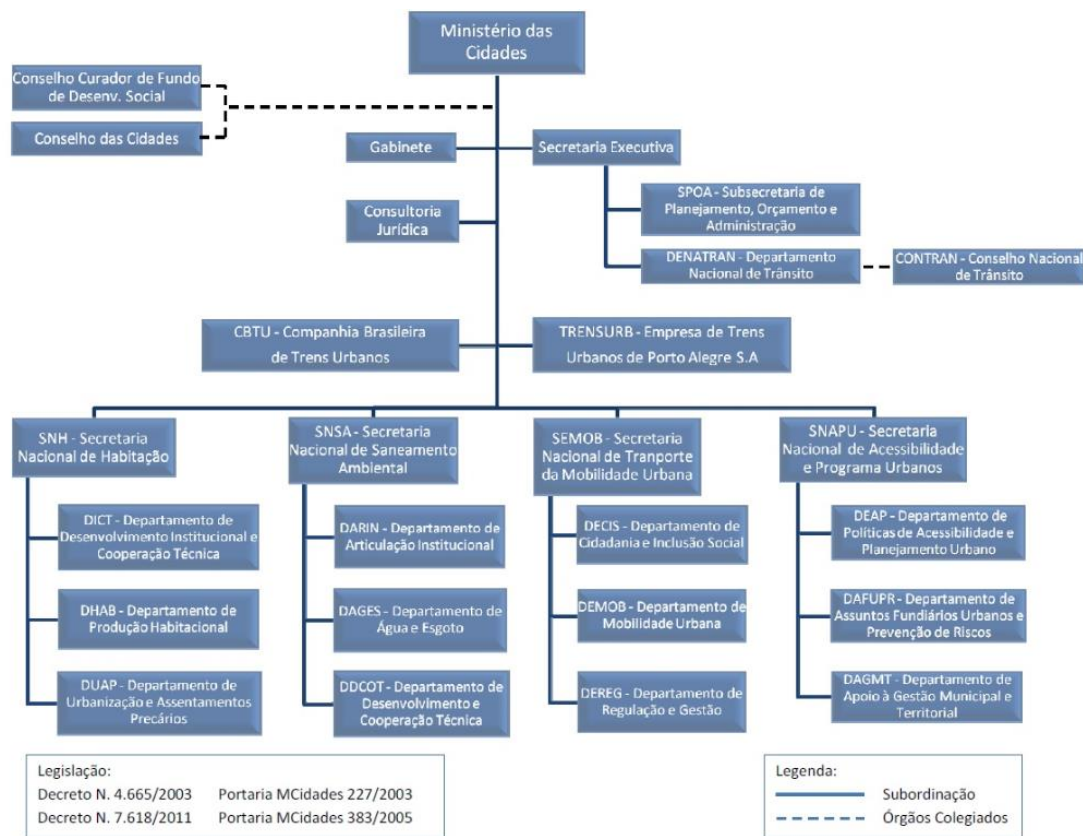 Ministério das
Cidades
Conselho Curador de Fundo
de Desenv. Social
Conselho das Cidades
Gabinete
Secretaria Executiva
SPOA - Subsecretaria de
Planejamento, Orçamento e
Administração
Consultoria
Jurídica
DENATRAN - Departamento
Nacional de Trânsito
CONTRAN - Conselho Nacional
de Trânsito
CBTU - Companhia Brasileira
de Trens Urbanos
TRENSURB - Empresa de Trens
Urbanos de Porto Alegre S.A
SNH - Secretaria
Nacional de Habitação
DICT - Departamento de
Desenvolvimento Institucional e
Cooperação Técnica
DHAB - Departamento de
Produção Habitacional
DUAP - Departamento de
Urbanização e Assentamentos
Precários
SNSA - Secretaria
Nacional de Saneamento
Ambiental
DARIN - Departamento de
Articulação Institucional
DAGES - Departamento de
Água e Esgoto
DDCOT - Departamento de
Desenvolvimento e
Cooperação Técnica
SEMOB - Secretaria
Nacional de Tranporte
da Mobilidade Urbana
DECIS - Departamento de
Cidadania e Inclusão Social
DEMOB - Departamento de
Mobilidade Urbana
DEREG - Departamento de
Regulação e Gestão
SNAPU - Secretaria
Nacional de Acessibilidade
e Programa Urbanos
DEAP - Departamento de
Políticas de Acessibilidade e
Planejamento Urbano
DAFUPR - Departamento de
Assuntos Fundiários Urbanos e
Prevenção de Riscos
DAGMT - Departamento de
Apoio à Gestão Municipal e
Territorial
Legislação:
Decreto N. 4.665/2003 Portaria MCidades 227/2003
Decreto N. 7.618/2011 Portaria MCidades 383/2005
Legenda:
Subordinação
Órgãos Colegiados